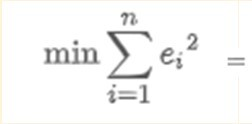 min ∑_{i=1}^{n} e_i^2 =